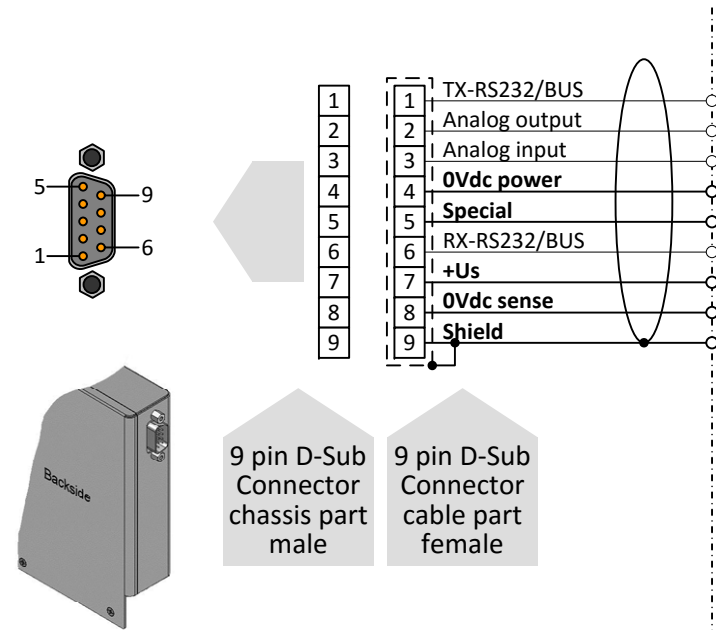 5
9
1
6
1
2
3
4
5
6
7
8
9
1 TX-RS232/BUS
2 Analog output
3 Analog input
4 0Vdc power
5 Special
6 RX-RS232/BUS
7 +Us
8 0Vdc sense
9 Shield
Backside
9 pin D-Sub
Connector
chassis part
male
9 pin D-Sub
Connector
cable part
female